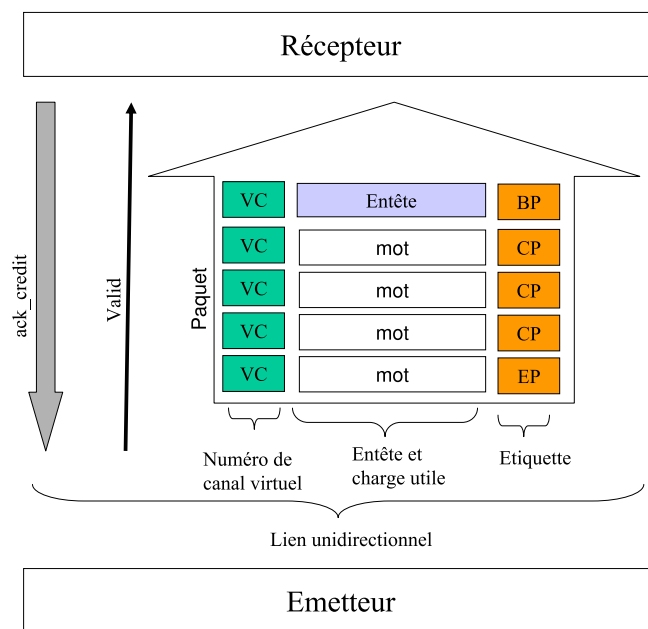 Récepteur
ack_credit
Valid
Paquet
VC Entête BP
VC mot CP
VC mot CP
VC mot CP
VC mot EP
Numéro de
canal virtuel
Entête et
charge utile
Etiquette
Lien unidirectionnel
Emetteur